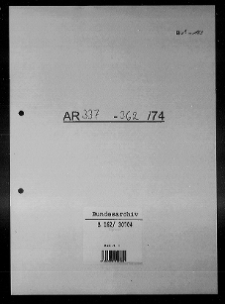 AR 337 - 362 /74
Bundesarchiv
B 162/ 30704